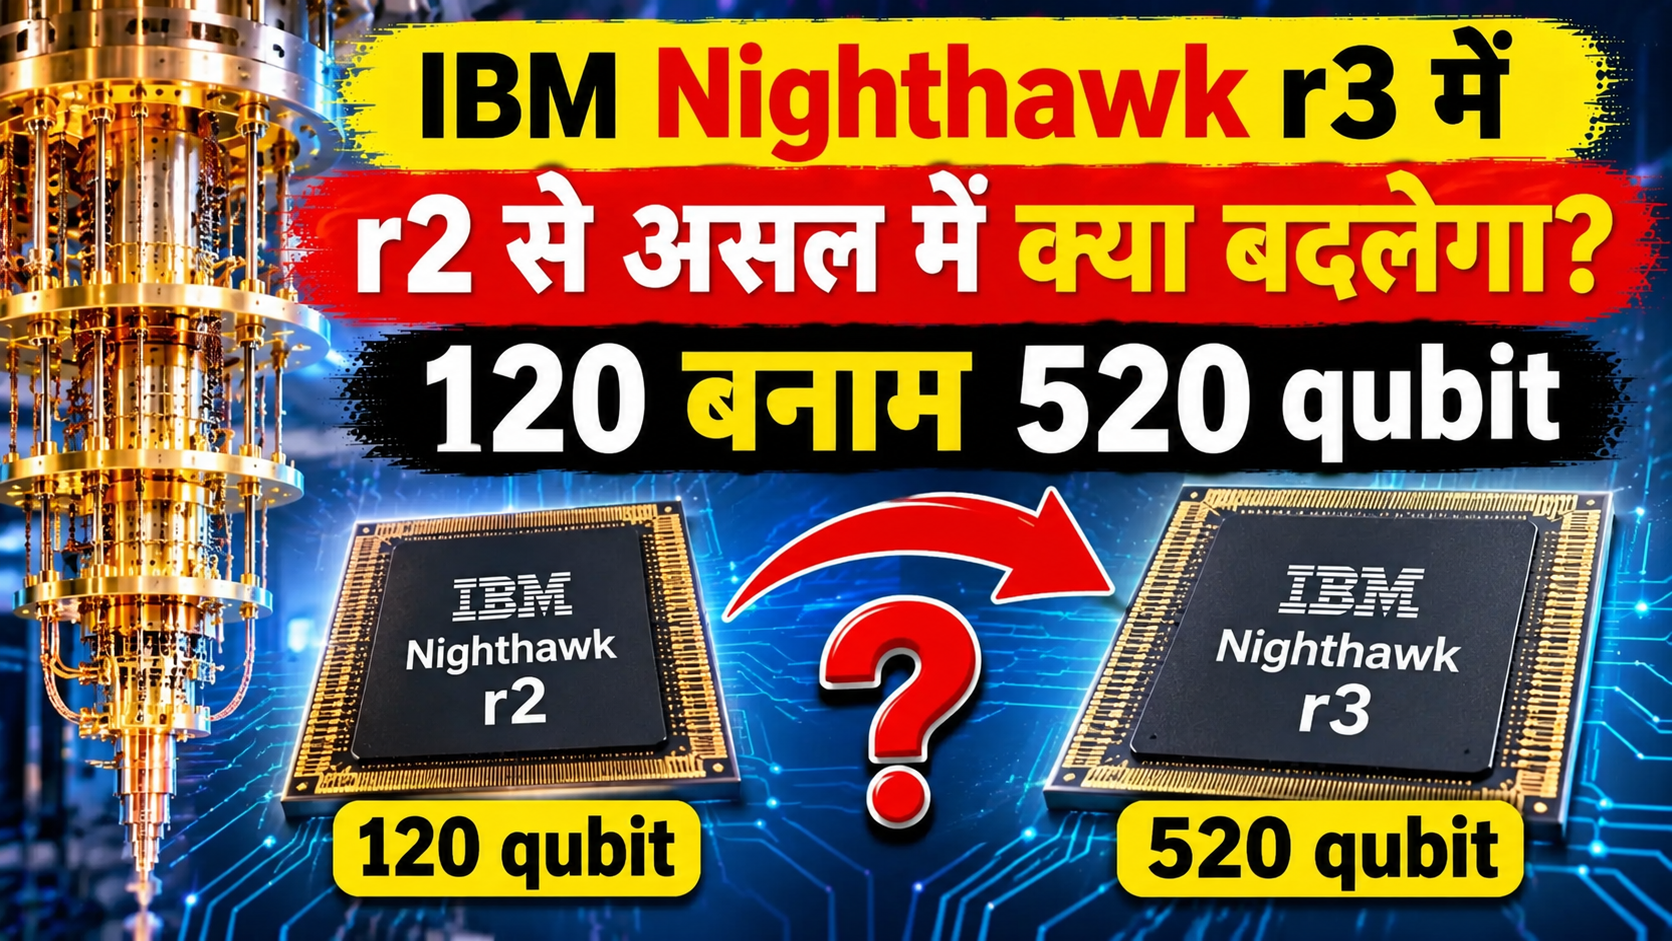 IBM Nighthawk r3 में
r2 से असल में क्या बदलेगा?
120 बनाम 520 qubit
IBM
Nighthawk
r2
IBM
Nighthawk
r3
120 qubit
520 qubit